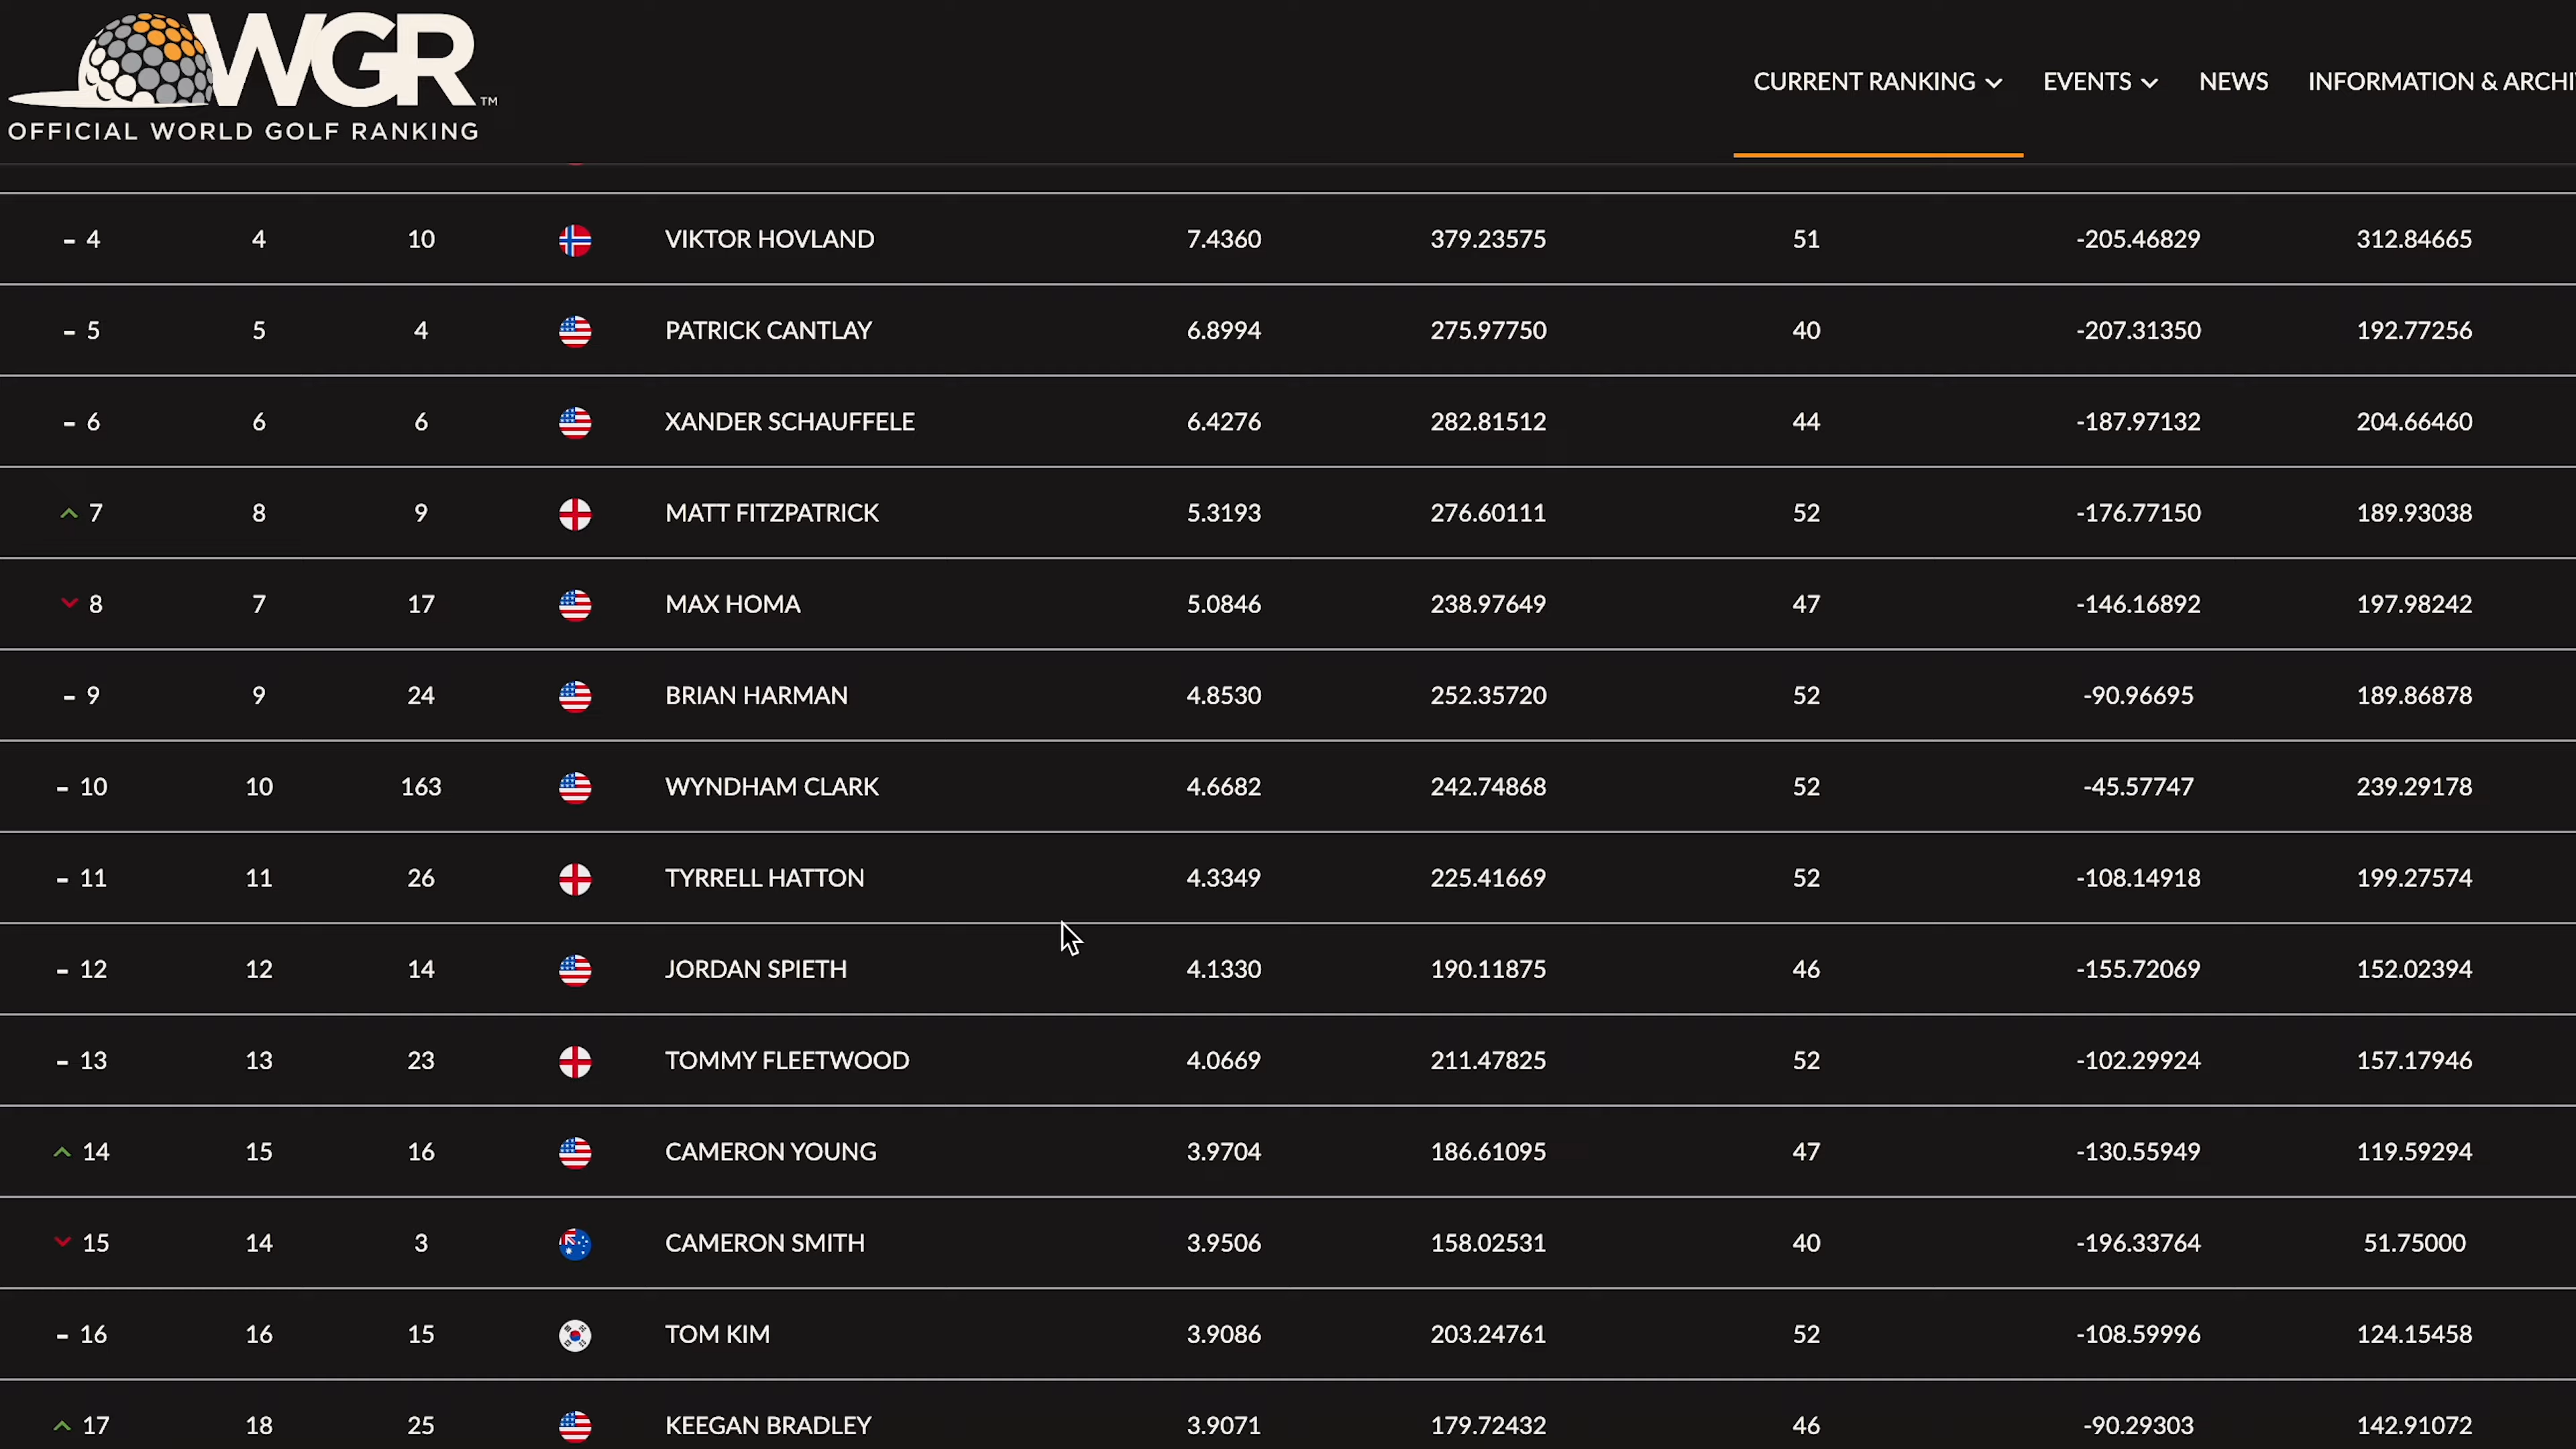 OWGR™
OFFICIAL WORLD GOLF RANKING
CURRENT RANKING EVENTS NEWS INFORMATION & ARCHI
- 4 4 10 VIKTOR HOVLAND 7.4360 379.23575 51 -205.46829 312.84665
- 5 5 4 PATRICK CANTLAY 6.8994 275.97750 40 -207.31350 192.77256
- 6 6 6 XANDER SCHAUFFELE 6.4276 282.81512 44 -187.97132 204.66460
7 8 9 MATT FITZPATRICK 5.3193 276.60111 52 -176.77150 189.93038
8 7 17 MAX HOMA 5.0846 238.97649 47 -146.16892 197.98242
- 9 9 24 BRIAN HARMAN 4.8530 252.35720 52 -90.96695 189.86878
- 10 10 163 WYNDHAM CLARK 4.6682 242.74868 52 -45.57747 239.29178
- 11 11 26 TYRRELL HATTON 4.3349 225.41669 52 -108.14918 199.27574
- 12 12 14 JORDAN SPIETH 4.1330 190.11875 46 -155.72069 152.02394
- 13 13 23 TOMMY FLEETWOOD 4.0669 211.47825 52 -102.29924 157.17946
14 15 16 CAMERON YOUNG 3.9704 186.61095 47 -130.55949 119.59294
15 14 3 CAMERON SMITH 3.9506 158.02531 40 -196.33764 51.75000
- 16 16 15 TOM KIM 3.9086 203.24761 52 -108.59996 124.15458
17 18 25 KEEGAN BRADLEY 3.9071 179.72432 46 -90.29303 142.91072